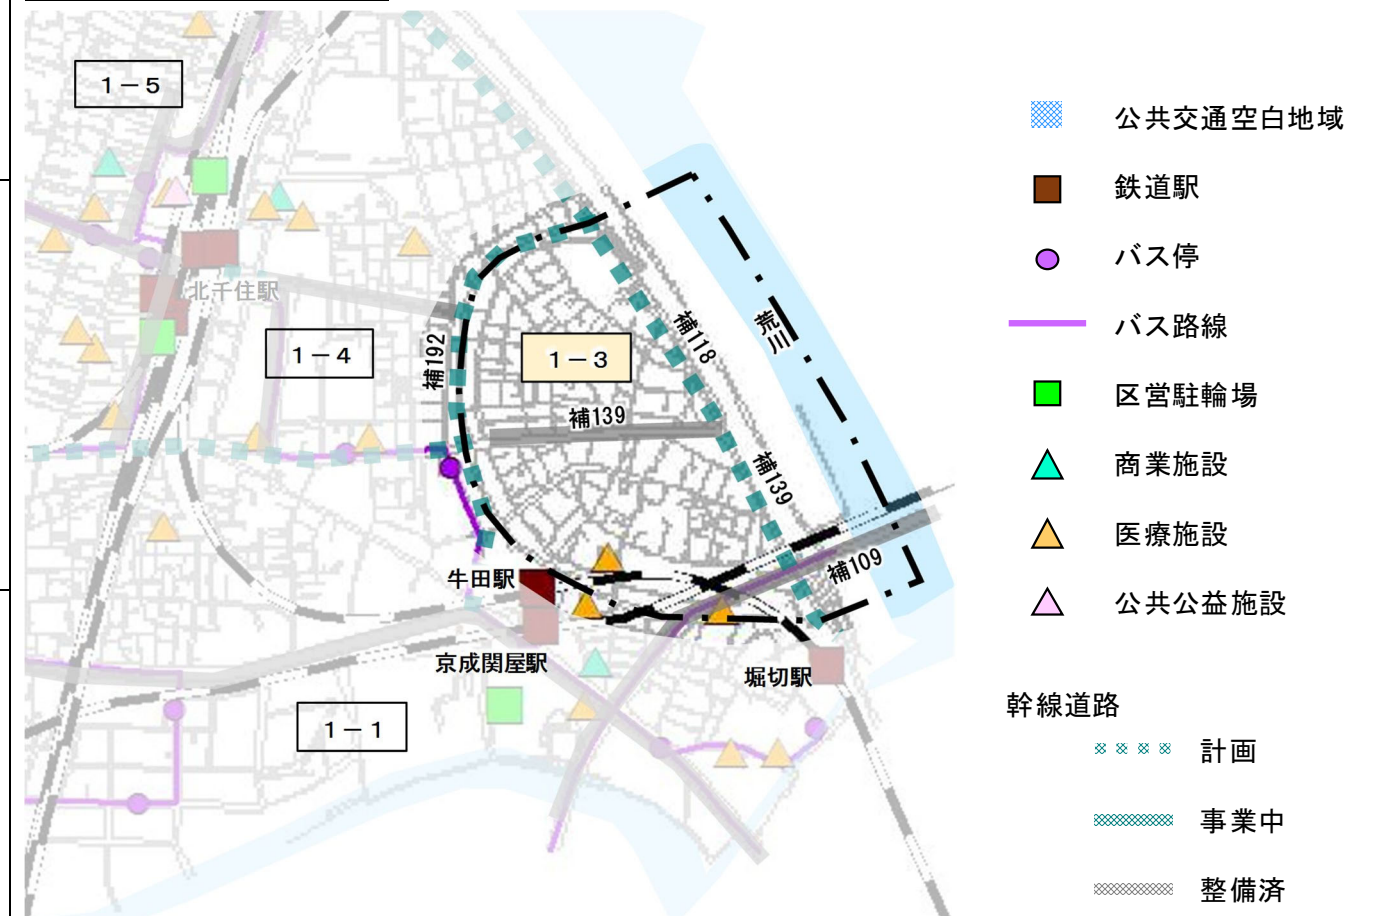 1－5
北千住駅
1－4
補192
1－3
補118
荒川
補139
補139
補109
牛田駅
京成関屋駅
堀切駅
1－1
公共交通空白地域
鉄道駅
バス停
バス路線
区営駐輪場
商業施設
医療施設
公共公益施設
幹線道路
計画
事業中
整備済